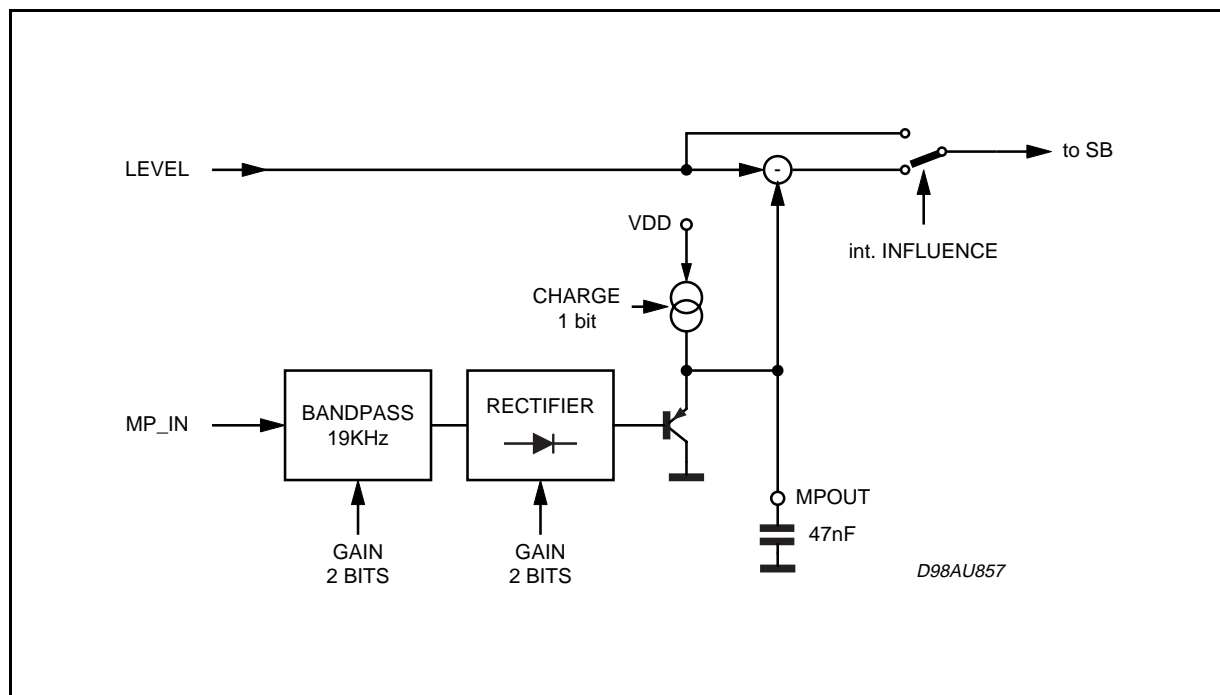 LEVEL
-
to SB
VDD
int. INFLUENCE
CHARGE
1 bit
MP_IN
BANDPASS
19KHz
RECTIFIER
MPOUT
47nF
GAIN
2 BITS
GAIN
2 BITS
D98AU857